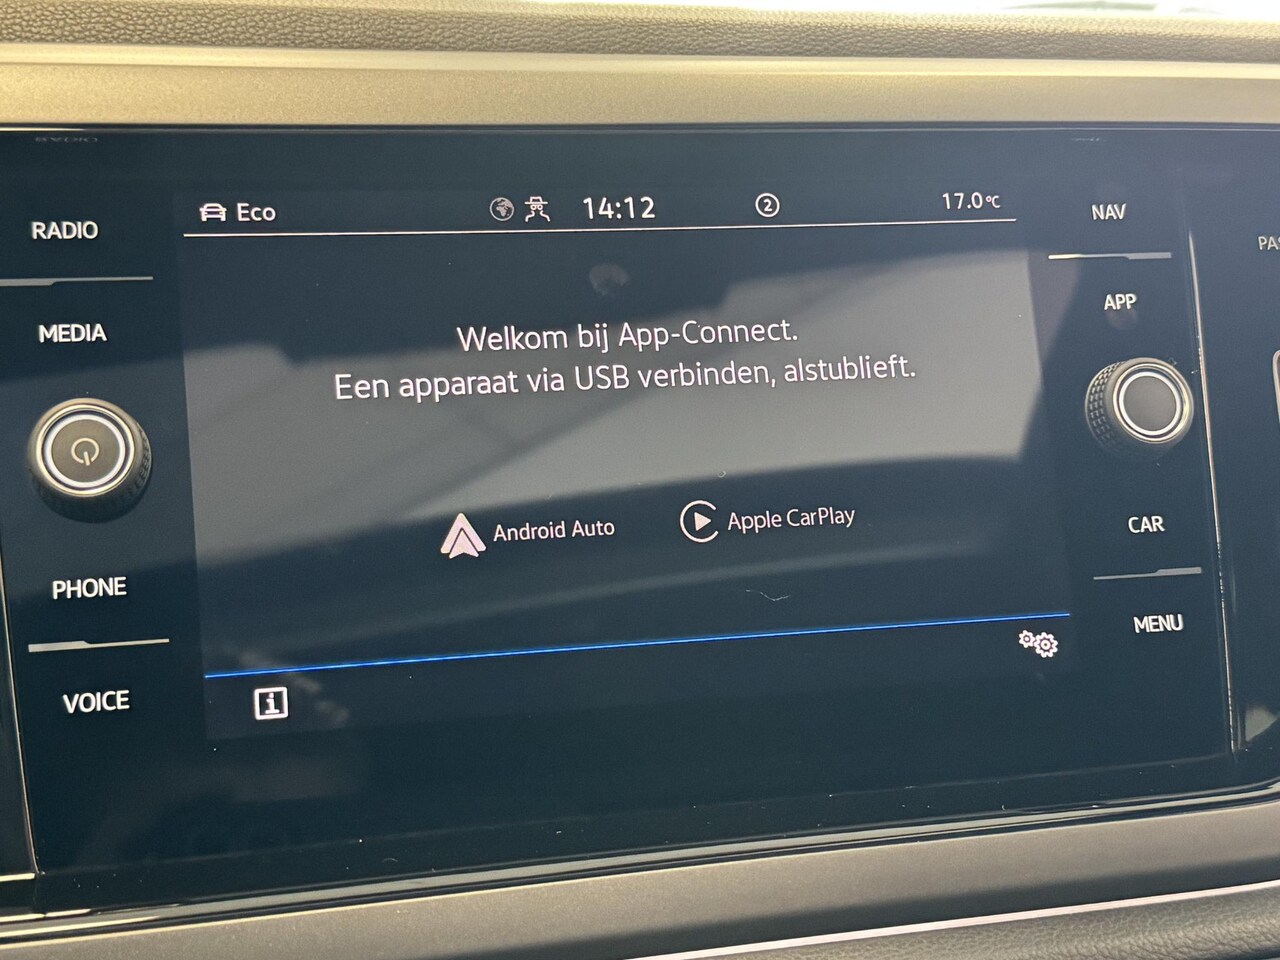 RADIO
MEDIA
PHONE
VOICE
Eco
14:12
2
17.0°C
Welkom bij App-Connect.
Een apparaat via USB verbinden, alstublieft.
Android Auto
Apple CarPlay
i
NAV
APP
CAR
MENU